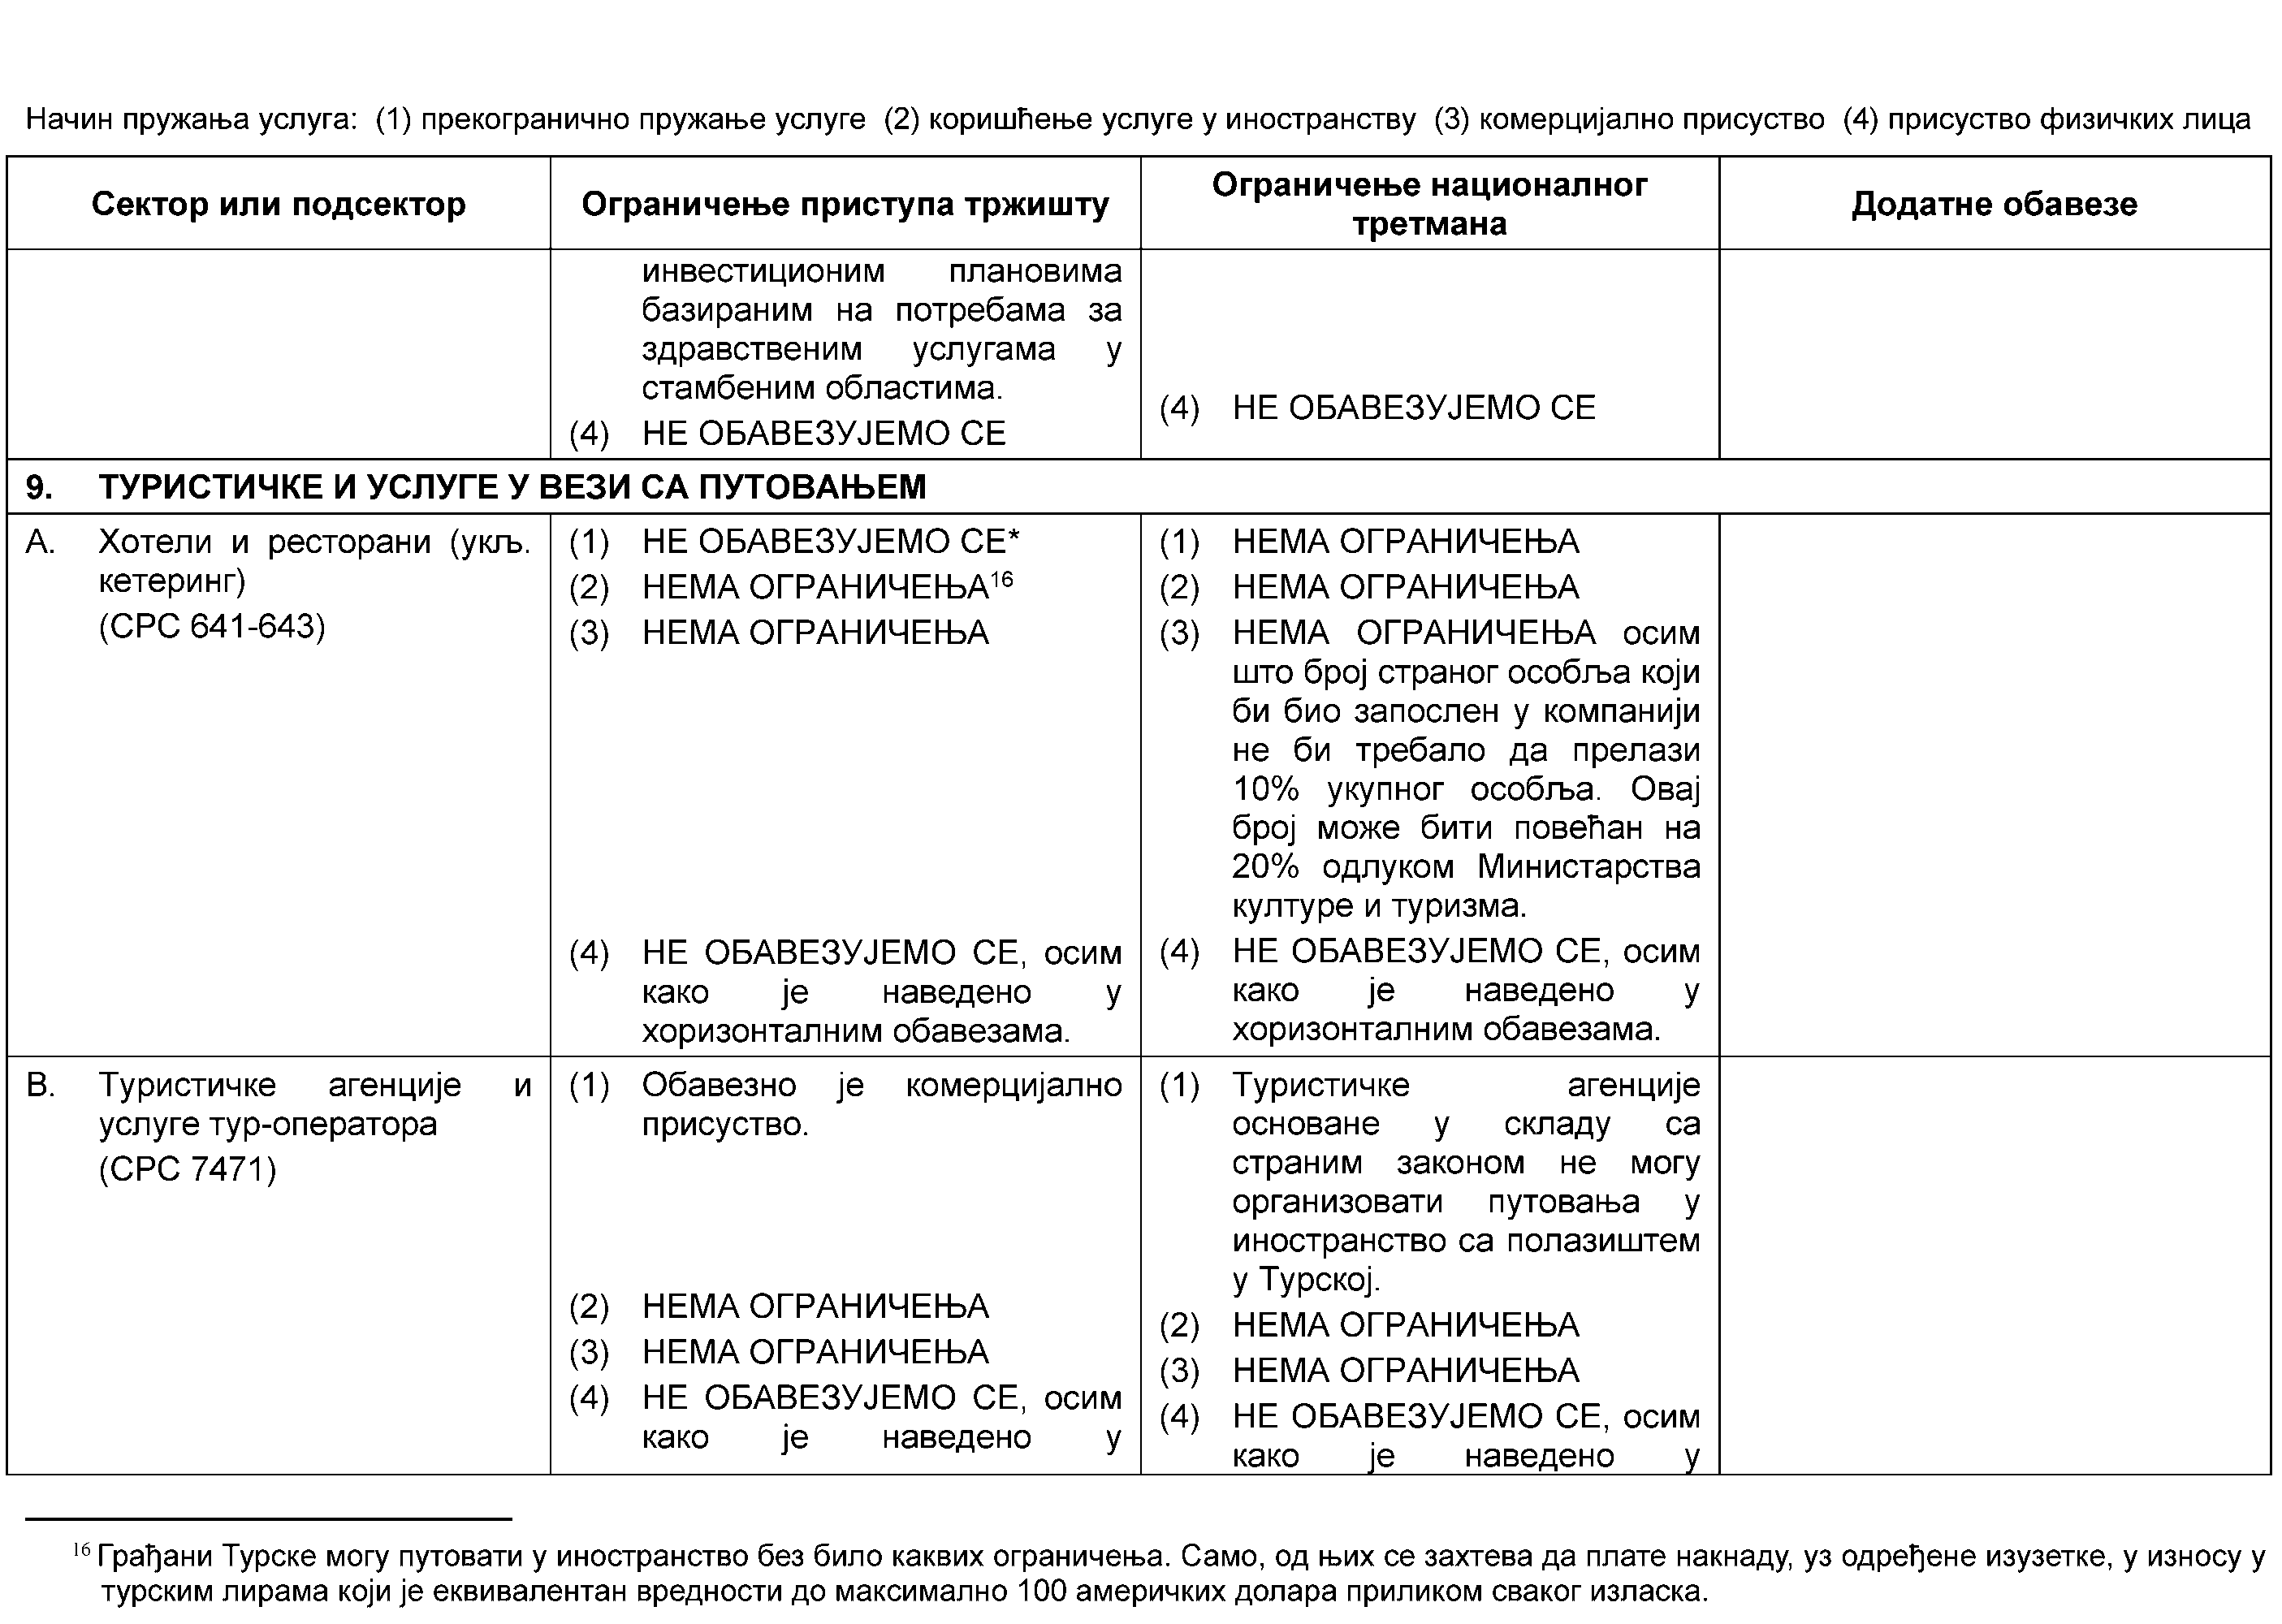 Начин пружања услуга: (1) прекогранично пружање услуге (2) коришћење услуге у иностранству (3) комерцијално присуство (4) присуство физичких лица
Сектор или подсектор
Ограничење приступа тржишту
Ограничење националног
третмана
Додатне обавезе
инвестиционим плановима
базираним на потребама за
здравственим услугама у
стамбеним областима.
(4) НЕ ОБАВЕЗУЈЕМО СЕ
(4) НЕ ОБАВЕЗУЈЕМО СЕ
9. ТУРИСТИЧКЕ И УСЛУГЕ У ВЕЗИ СА ПУТОВАЊЕМ
A. Хотели и ресторани (укљ.
кетеринг)
(CPC 641-643)
(1) НЕ ОБАВЕЗУЈЕМО СЕ*
(2) НЕМА ОГРАНИЧЕЊА16
(3) НЕМА ОГРАНИЧЕЊА
(4) НЕ ОБАВЕЗУЈЕМО СЕ, осим
како је наведено у
хоризонталним обавезама.
(1) НЕМА ОГРАНИЧЕЊА
(2) НЕМА ОГРАНИЧЕЊА
(3) НЕМА ОГРАНИЧЕЊА осим
што број страног особља који
би био запослен у компанији
не би требало да прелази
10% укупног особља. Овај
број може бити повећан на
20% одлуком Министарства
културе и туризма.
(4) НЕ ОБАВЕЗУЈЕМО СЕ, осим
како је наведено у
хоризонталним обавезама.
B. Туристичке агенције и
услуге тур-оператора
(CPC 7471)
(1) Обавезно је комерцијално
присуство.
(2) НЕМА ОГРАНИЧЕЊА
(3) НЕМА ОГРАНИЧЕЊА
(4) НЕ ОБАВЕЗУЈЕМО СЕ, осим
како је наведено у
(1) Туристичке агенције
основане у складу са
страним законом не могу
организовати путовања у
иностранство са полазиштем
у Турској.
(2) НЕМА ОГРАНИЧЕЊА
(3) НЕМА ОГРАНИЧЕЊА
(4) НЕ ОБАВЕЗУЈЕМО СЕ, осим
како је наведено у
16 Грађани Турске могу путовати у иностранство без било каквих ограничења. Само, од њих се захтева да плате накнаду, уз одређене изузетке, у износу у
турским лирама који је еквивалентан вредности до максимално 100 америчких долара приликом сваког изласка.